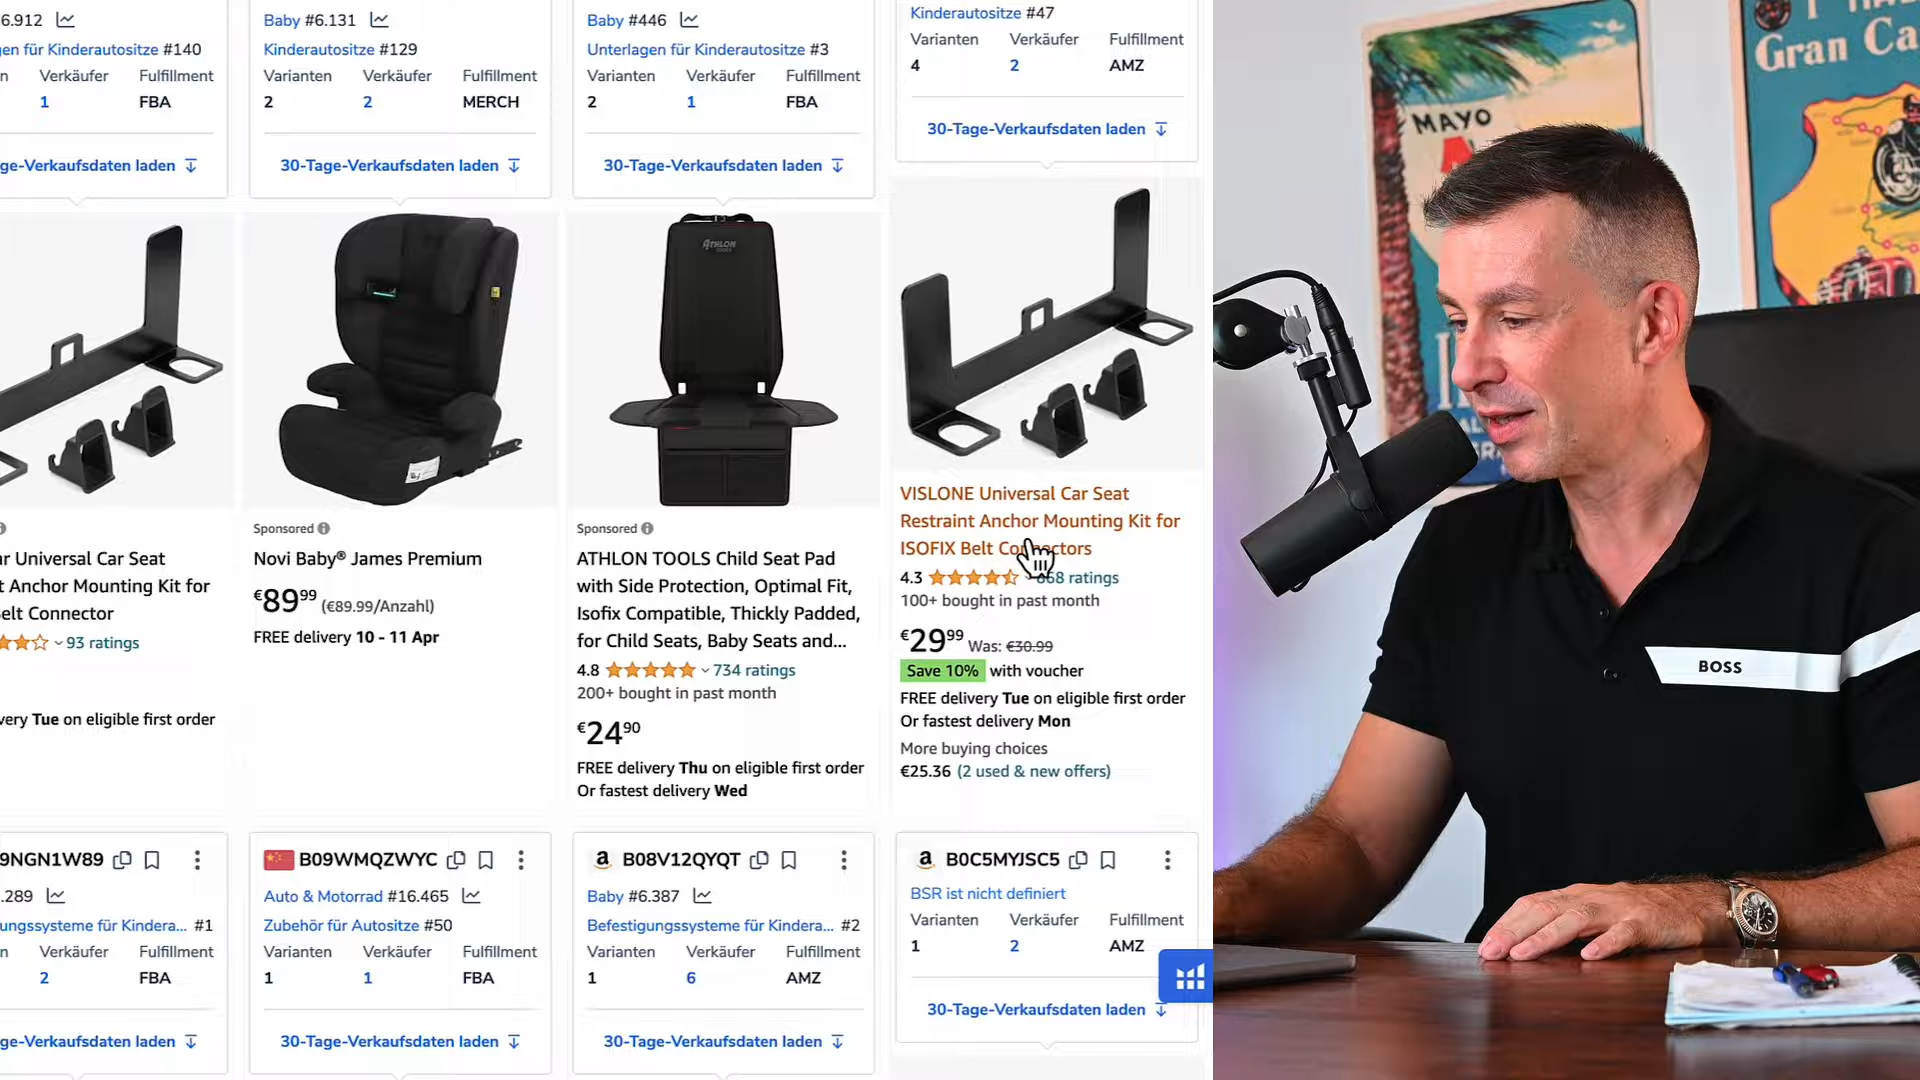 6.912
en für Kinderautositze #140
n Verkäufer Fulfillment
1 FBA
ge-Verkaufsdaten laden
Baby #6.131
Kinderautositze #129
Varianten Verkäufer Fulfillment
2 2 MERCH
30-Tage-Verkaufsdaten laden
Baby #446
Unterlagen für Kinderautositze #3
Varianten Verkäufer Fulfillment
2 1 FBA
30-Tage-Verkaufsdaten laden
Kinderautositze #47
Varianten Verkäufer Fulfillment
4 2 AMZ
30-Tage-Verkaufsdaten laden
ar Universal Car Seat
t Anchor Mounting Kit for
Belt Connector
93 ratings
very Tue on eligible first order
Sponsored
Novi Baby® James Premium
€89⁹⁹ (€89.99/Anzahl)
FREE delivery 10 - 11 Apr
ATHLON
Sponsored
ATHLON TOOLS Child Seat Pad
with Side Protection, Optimal Fit,
Isofix Compatible, Thickly Padded,
for Child Seats, Baby Seats and...
4.8 734 ratings
200+ bought in past month
€24⁹⁰
FREE delivery Thu on eligible first order
Or fastest delivery Wed
VISLONE Universal Car Seat
Restraint Anchor Mounting Kit for
ISOFIX Belt Connectors
4.3 868 ratings
100+ bought in past month
€29⁹⁹ Was: €30.99
Save 10% with voucher
FREE delivery Tue on eligible first order
Or fastest delivery Mon
More buying choices
€25.36 (2 used & new offers)
9NGN1W89
.289
ungssysteme für Kindera... #1
n Verkäufer Fulfillment
2 FBA
ge-Verkaufsdaten laden
B09WMQZWYC
Auto & Motorrad #16.465
Zubehör für Autositze #50
Varianten Verkäufer Fulfillment
1 1 FBA
30-Tage-Verkaufsdaten laden
B08V12QYQT
Baby #6.387
Befestigungssysteme für Kindera... #2
Varianten Verkäufer Fulfillment
1 6 AMZ
30-Tage-Verkaufsdaten laden
B0C5MYJSC5
BSR ist nicht definiert
Varianten Verkäufer Fulfillment
1 2 AMZ
30-Tage-Verkaufsdaten laden
MAYO
Gran Ca
BOSS